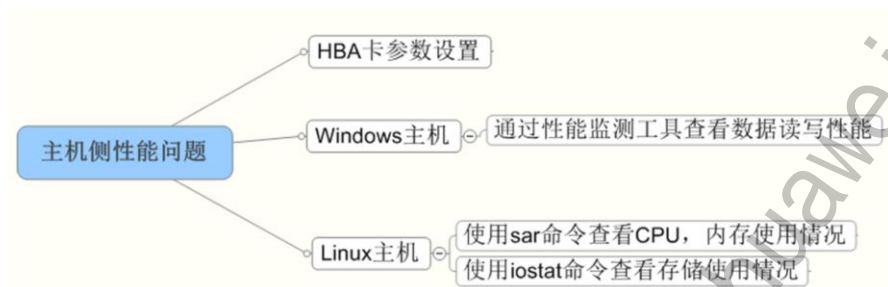 HBA卡参数设置
主机侧性能问题
Windows主机
通过性能监测工具查看数据读写性能
Linux主机
使用sar命令查看CPU，内存使用情况
使用iostat命令查看存储使用情况
huawei